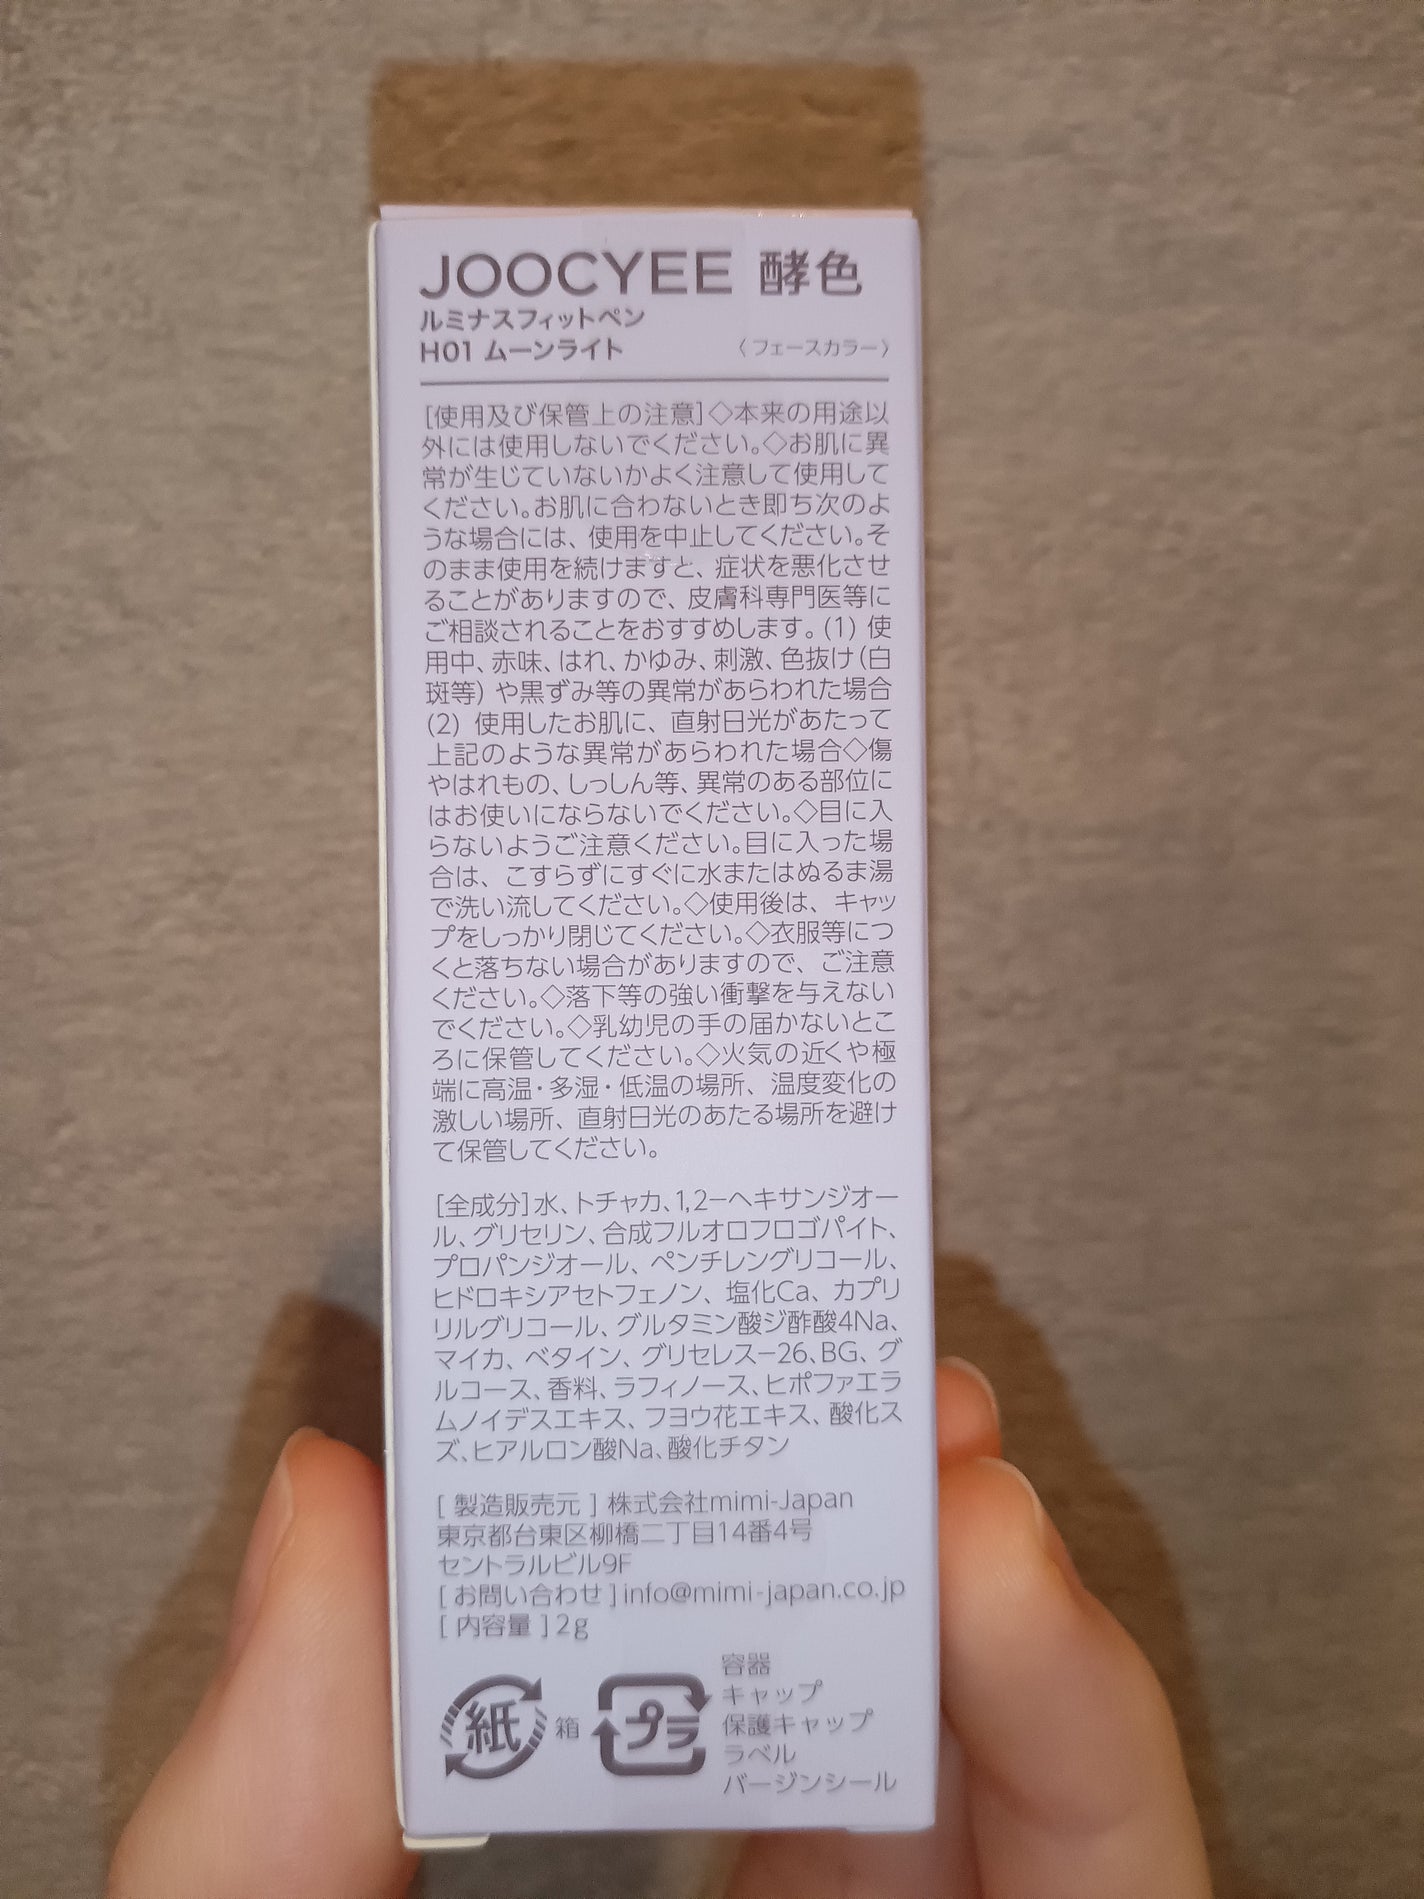 JOOCYEE 酵色
ルミナスフィットペン
H01 ムーンライト 〈フェースカラー〉
[使用及び保管上の注意]◇本来の用途以
外には使用しないでください。◇お肌に異
常が生じていないかよく注意して使用して
ください。お肌に合わないとき即ち次のよ
うな場合には、使用を中止してください。そ
のまま使用を続けますと、症状を悪化させ
ることがありますので、皮膚科専門医等に
ご相談されることをおすすめします。(1) 使
用中、赤味、はれ、かゆみ、刺激、色抜け(白
斑等) や黒ずみ等の異常があらわれた場合
(2) 使用したお肌に、直射日光があたって
上記のような異常があらわれた場合◇傷
やはれもの、しっしん等、異常のある部位に
はお使いにならないでください。◇目に入
らないようご注意ください。目に入った場
合は、こすらずにすぐに水またはぬるま湯
で洗い流してください。◇使用後は、キャッ
プをしっかり閉じてください。◇衣服等につ
くと落ちない場合がありますので、ご注意
ください。◇落下等の強い衝撃を与えない
でください。◇乳幼児の手の届かないとこ
ろに保管してください。◇火気の近くや極
端に高温・多湿・低温の場所、温度変化の
激しい場所、直射日光のあたる場所を避け
て保管してください。
[全成分]水、トチャカ、1,2−ヘキサンジオー
ル、グリセリン、合成フルオロフロゴパイト、
プロパンジオール、ペンチレングリコール、
ヒドロキシアセトフェノン、塩化Ca、カプリ
リルグリコール、グルタミン酸ジ酢酸4Na、
マイカ、ベタイン、グリセレス−26、BG、グ
ルコース、香料、ラフィノース、ヒポファエラ
ムノイデスエキス、フヨウ花エキス、酸化ス
ズ、ヒアルロン酸Na、酸化チタン
[ 製造販売元 ] 株式会社mimi-Japan
東京都台東区柳橋二丁目14番4号
セントラルビル9F
[ お問い合わせ ]info@mimi-japan.co.jp
[ 内容量 ]2g
紙 箱
プラ
容器
キャップ
保護キャップ
ラベル
バージンシール